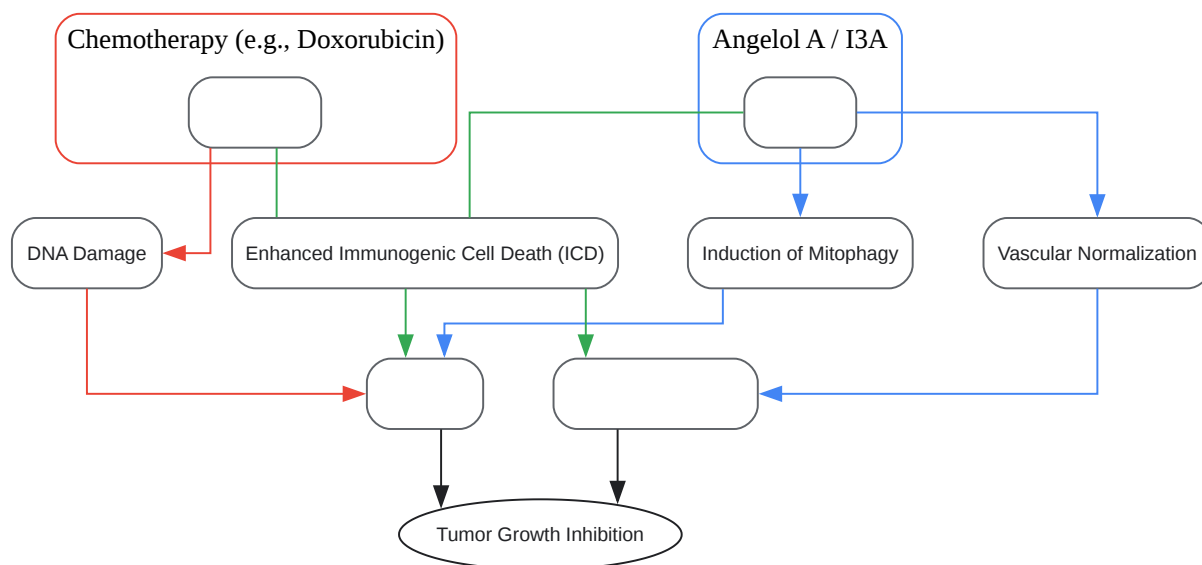 Chemotherapy (e.g., Doxorubicin)
Angelol A / I3A
DNA Damage
Enhanced Immunogenic Cell Death (ICD)
Induction of Mitophagy
Vascular Normalization
Tumor Growth Inhibition